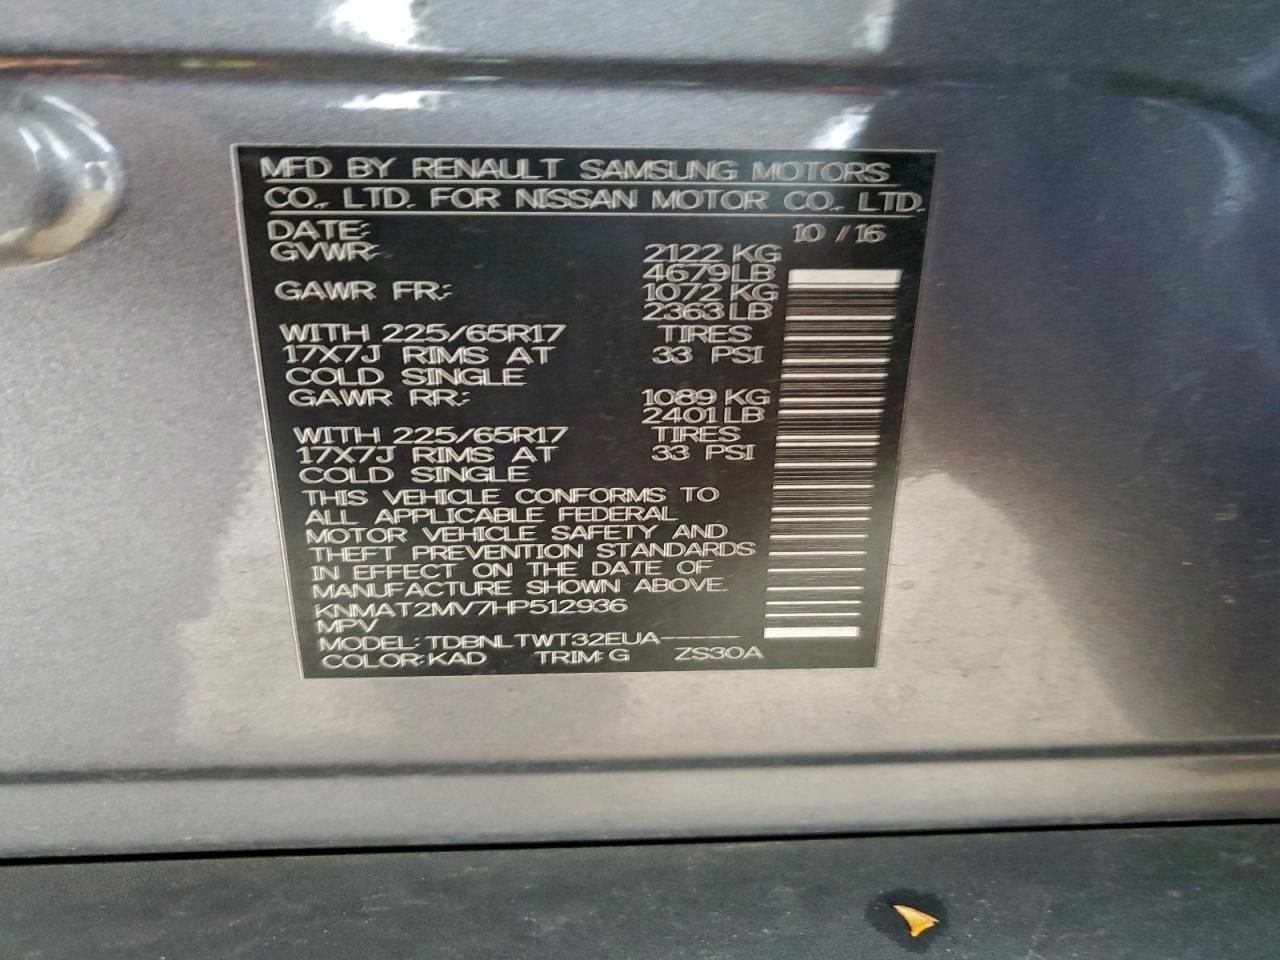 MFD BY RENAULT SAMSUNG MOTORS
CO., LTD. FOR NISSAN MOTOR CO., LTD.
DATE: 10 / 16
GVWR: 2122 KG
4679 LB
GAWR FR: 1072 KG
2363 LB
WITH 225/65R17 TIRES
17X7J RIMS AT 33 PSI
COLD SINGLE
GAWR RR: 1089 KG
2401 LB
WITH 225/65R17 TIRES
17X7J RIMS AT 33 PSI
COLD SINGLE
THIS VEHICLE CONFORMS TO
ALL APPLICABLE FEDERAL
MOTOR VEHICLE SAFETY AND
THEFT PREVENTION STANDARDS
IN EFFECT ON THE DATE OF
MANUFACTURE SHOWN ABOVE.
KNMAT2MV7HP512936
MPV
MODEL: TDBNLTWT32EUA-----
COLOR: KAD TRIM: G ZS30A